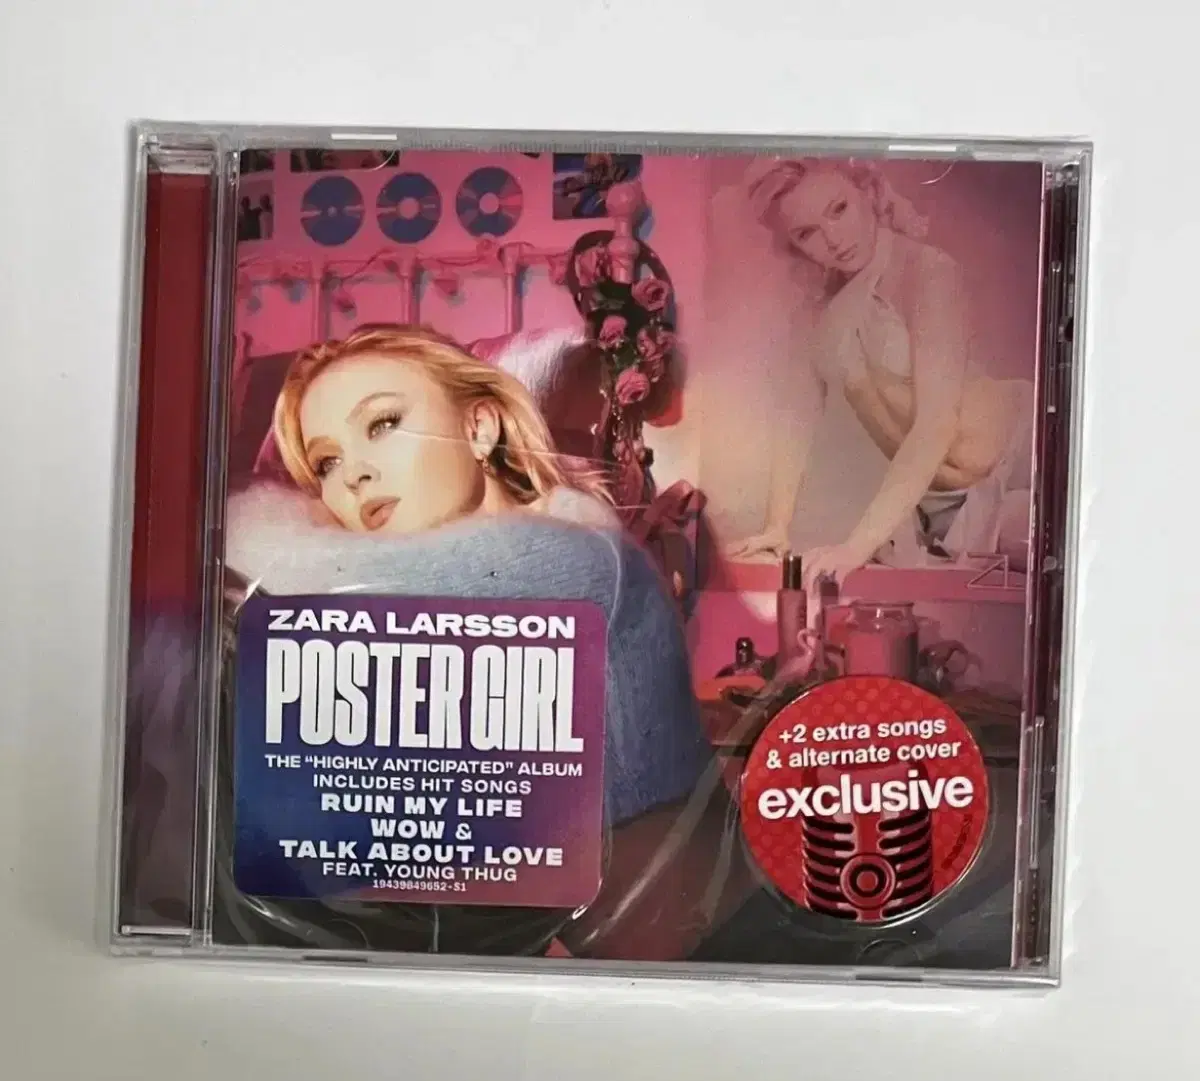 ZARA LARSSON
POSTER GIRL
THE "HIGHLY ANTICIPATED" ALBUM
INCLUDES HIT SONGS
RUIN MY LIFE
WOW &
TALK ABOUT LOVE
FEAT. YOUNG THUG
19439849652-S1
+2 extra songs
& alternate cover
exclusive